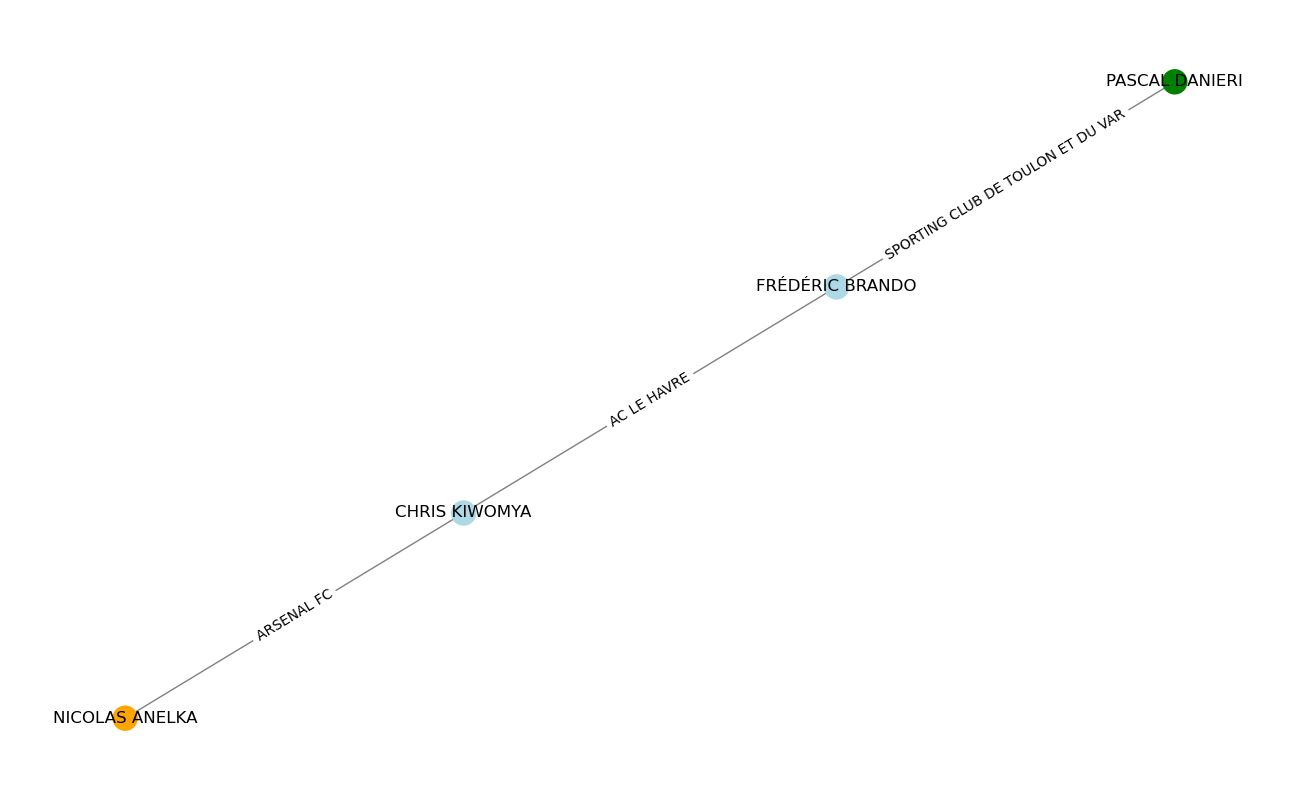 PASCAL DANIERI
SPORTING CLUB DE TOULON ET DU VAR
FRÉDÉRIC BRANDO
AC LE HAVRE
CHRIS KIWOMYA
ARSENAL FC
NICOLAS ANELKA